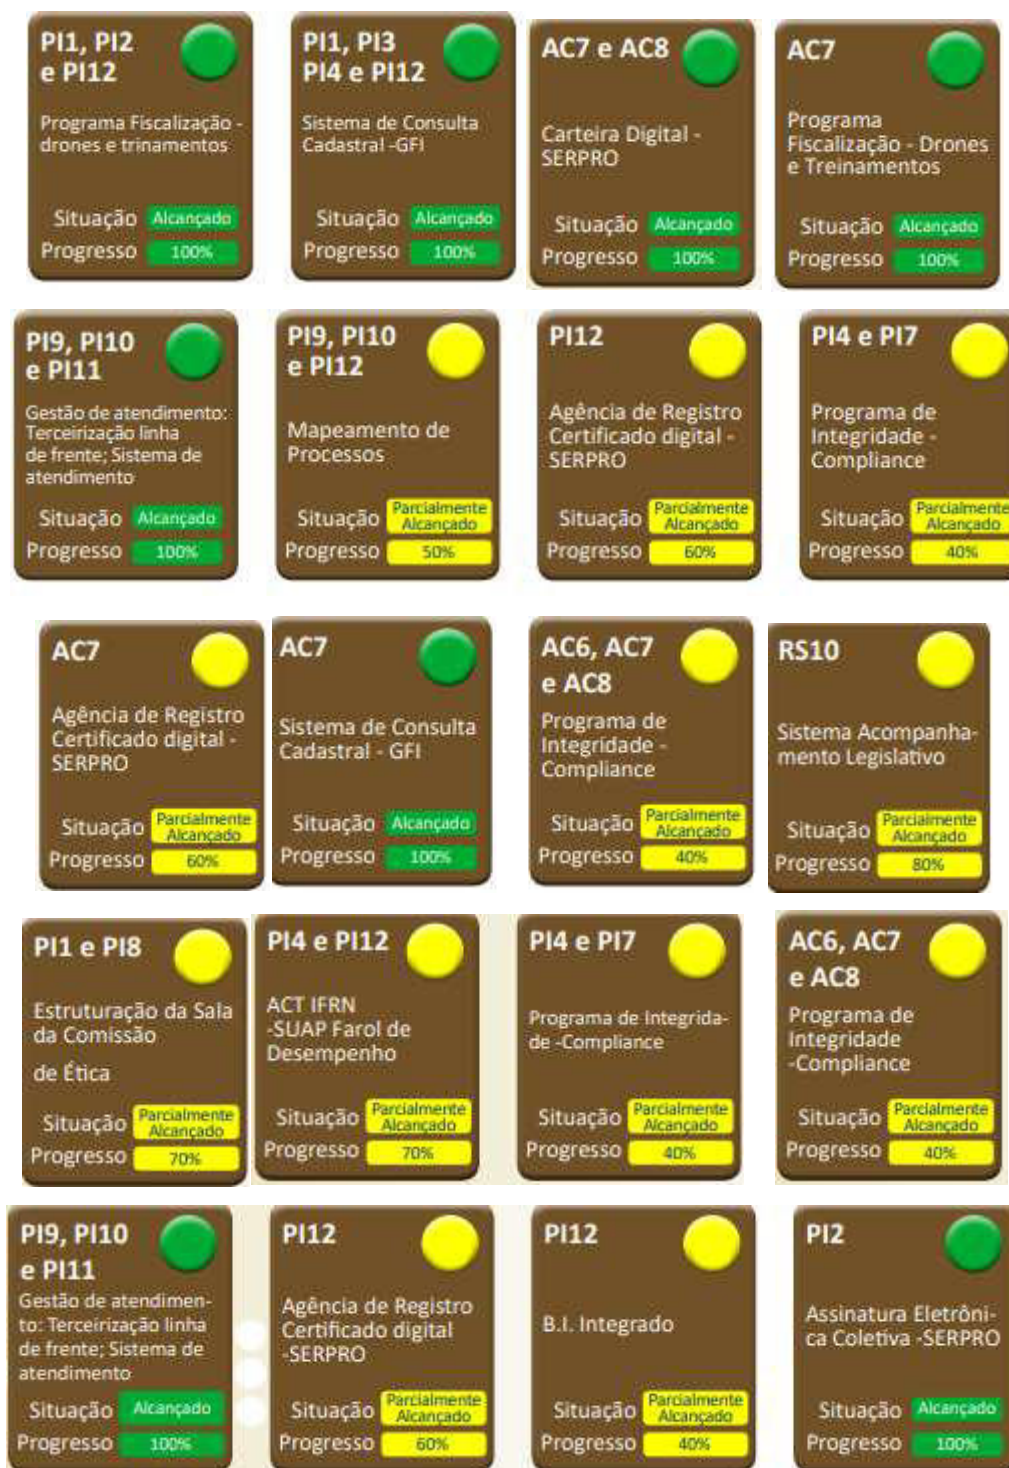 PI1, PI2
e PI12
Programa Fiscalização -
drones e trinamentos
Situação Alcançado
Progresso 100%
PI1, PI3
PI4 e PI12
Sistema de Consulta
Cadastral -GFI
Situação Alcançado
Progresso 100%
AC7 e AC8
Carteira Digital -
SERPRO
Situação Alcançado
Progresso 100%
AC7
Programa
Fiscalização - Drones
e Treinamentos
Situação Alcançado
Progresso 100%
PI9, PI10
e PI11
Gestão de atendimento:
Terceirização linha
de frente; Sistema de
atendimento
Situação Alcançado
Progresso 100%
PI9, PI10
e PI12
Mapeamento de
Processos
Situação Parcialmente
Alcançado
Progresso 50%
PI12
Agência de Registro
Certificado digital -
SERPRO
Situação Parcialmente
Alcançado
Progresso 60%
PI4 e PI7
Programa de
Integridade -
Compliance
Situação Parcialmente
Alcançado
Progresso 40%
AC7
Agência de Registro
Certificado digital -
SERPRO
Situação Parcialmente
Alcançado
Progresso 60%
AC7
Sistema de Consulta
Cadastral - GFI
Situação Alcançado
Progresso 100%
AC6, AC7
e AC8
Programa de
Integridade -
Compliance
Situação Parcialmente
Alcançado
Progresso 40%
RS10
Sistema Acompanha-
mento Legislativo
Situação Parcialmente
Alcançado
Progresso 80%
PI1 e PI8
Estruturação da Sala
da Comissão
de Ética
Situação Parcialmente
Alcançado
Progresso 70%
PI4 e PI12
ACT IFRN
-SUAP Farol de
Desempenho
Situação Parcialmente
Alcançado
Progresso 70%
PI4 e PI7
Programa de Integrida-
de -Compliance
Situação Parcialmente
Alcançado
Progresso 40%
AC6, AC7
e AC8
Programa de
Integridade
-Compliance
Situação Parcialmente
Alcançado
Progresso 40%
PI9, PI10
e PI11
Gestão de atendimen-
to: Terceirização linha
de frente; Sistema de
atendimento
Situação Alcançado
Progresso 100%
PI12
Agência de Registro
Certificado digital
-SERPRO
Situação Parcialmente
Alcançado
Progresso 60%
PI12
B.I. Integrado
Situação Parcialmente
Alcançado
Progresso 40%
PI2
Assinatura Eletrôni-
ca Coletiva -SERPRO
Situação Alcançado
Progresso 100%